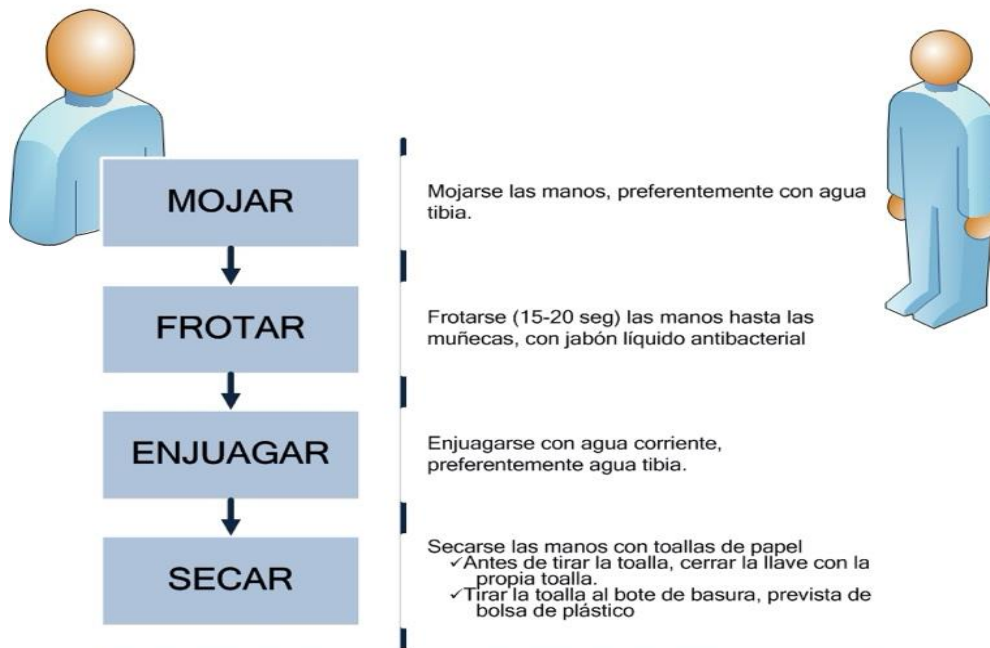 MOJAR
Mojarse las manos, preferentemente con agua
tibia.
FROTAR
Frotarse (15-20 seg) las manos hasta las
muñecas, con jabón líquido antibacterial
ENJUAGAR
Enjuagarse con agua corriente,
preferentemente agua tibia.
SECAR
Secarse las manos con toallas de papel
✓Antes de tirar la toalla, cerrar la llave con la
propia toalla.
✓Tirar la toalla al bote de basura, prevista de
bolsa de plástico